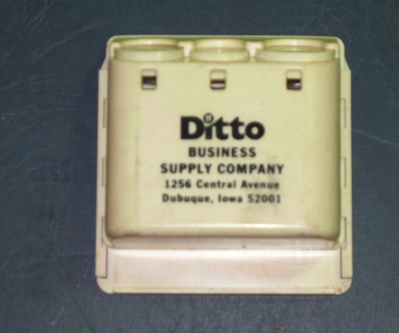 Ditto
BUSINESS
SUPPLY COMPANY
1256 Central Avenue
Dubuque, Iowa 52001